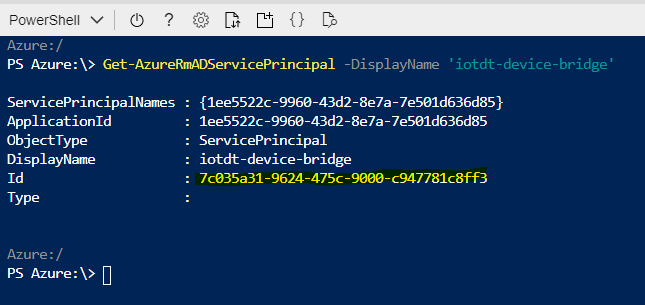 PowerShell
Azure:/
PS Azure:\> Get-AzureRmADServicePrincipal -DisplayName 'iotdt-device-bridge'
ServicePrincipalNames : {1ee5522c-9960-43d2-8e7a-7e501d636d85}
ApplicationId : 1ee5522c-9960-43d2-8e7a-7e501d636d85
ObjectType : ServicePrincipal
DisplayName : iotdt-device-bridge
Id : 7c035a31-9624-475c-9000-c947781c8ff3
Type :
Azure:/
PS Azure:\>